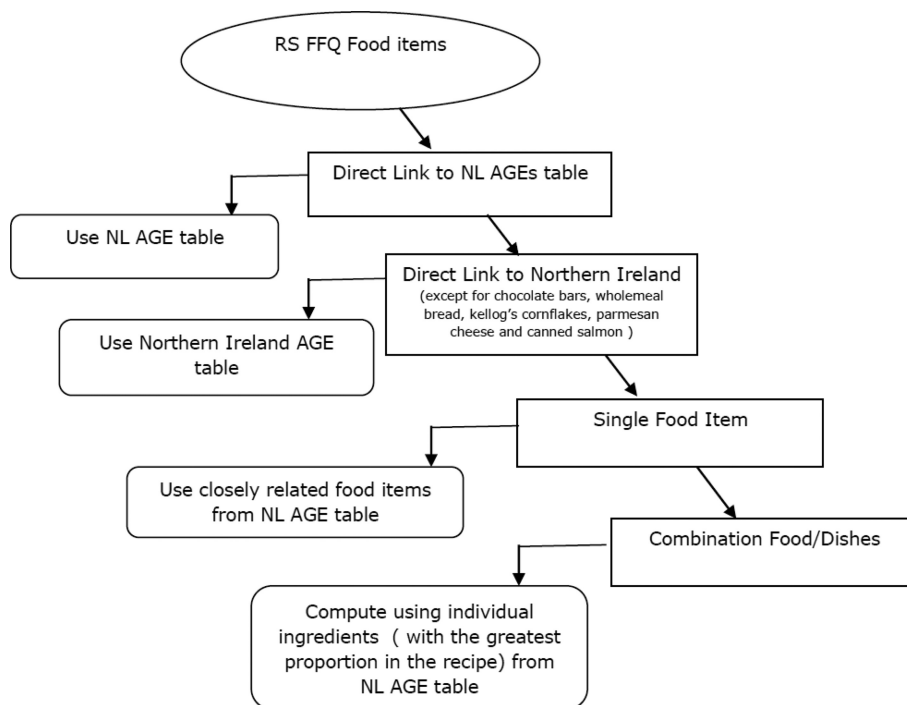 RS FFQ Food items
Direct Link to NL AGEs table
Use NL AGE table
Direct Link to Northern Ireland
(except for chocolate bars, wholemeal
bread, kellog's cornflakes, parmesan
cheese and canned salmon )
Use Northern Ireland AGE
table
Single Food Item
Use closely related food items
from NL AGE table
Combination Food/Dishes
Compute using individual
ingredients ( with the greatest
proportion in the recipe) from
NL AGE table